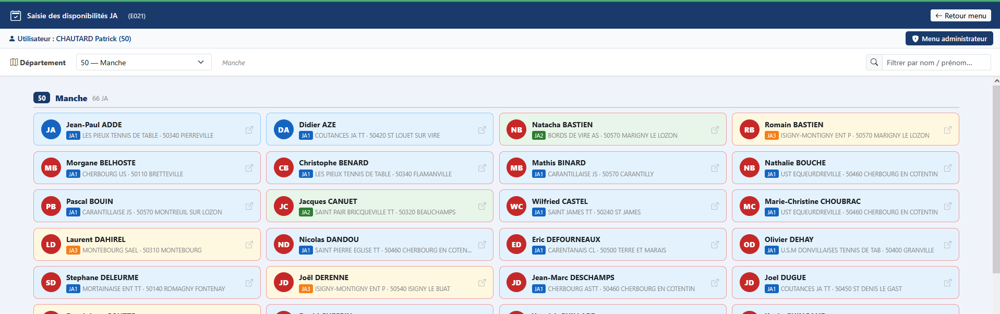 Saisie des disponibilités JA (E021)
← Retour menu
Utilisateur : CHAUTARD Patrick (50)
Menu administrateur
Département
50 — Manche
Manche
Filtrer par nom / prénom...
50 Manche 66 JA
JA
Jean-Paul ADDE
JA1 LES PIEUX TENNIS DE TABLE · 50340 PIERREVILLE
DA
Didier AZE
JA1 COUTANCES JA TT · 50420 ST LOUET SUR VIRE
NB
Natacha BASTIEN
JA2 BORDS DE VIRE AS · 50570 MARIGNY LE LOZON
RB
Romain BASTIEN
JA3 ISIGNY-MONTIGNY ENT P · 50570 MARIGNY LE LOZON
MB
Morgane BELHOSTE
JA1 CHERBOURG US · 50110 BRETTEVILLE
CB
Christophe BENARD
JA1 LES PIEUX TENNIS DE TABLE · 50340 FLAMANVILLE
MB
Mathis BINARD
JA1 CARANTILLAISE JS · 50570 CARANTILLY
NB
Nathalie BOUCHE
JA1 UST EQUEURDREVILLE · 50460 CHERBOURG EN COTENTIN
PB
Pascal BOUIN
JA1 CARANTILLAISE JS · 50570 MONTREUIL SUR LOZON
JC
Jacques CANUET
JA2 SAINT PAIR BRICQUEVILLE TT · 50320 BEAUCHAMPS
WC
Wilfried CASTEL
JA1 SAINT JAMES TT · 50240 ST JAMES
MC
Marie-Christine CHOUBRAC
JA1 UST EQUEURDREVILLE · 50460 CHERBOURG EN COTENTIN
LD
Laurent DAHIREL
JA3 MONTEBOURG SAEL · 50310 MONTEBOURG
ND
Nicolas DANDOU
JA1 SAINT PIERRE EGLISE TT · 50460 CHERBOURG EN COTEN...
ED
Eric DEFOURNEAUX
JA1 CARENTANAIS CL · 50500 TERRE ET MARAIS
OD
Olivier DEHAY
JA1 U.S.M DONVILLAISES TENNIS DE TAB · 50400 GRANVILLE
SD
Stephane DELEURME
JA1 MORTAINAISE ENT TT · 50140 ROMAGNY FONTENAY
JD
Joël DERENNE
JA3 ISIGNY-MONTIGNY ENT P · 50540 ISIGNY LE BUAT
JD
Jean-Marc DESCHAMPS
JA1 CHERBOURG ASTT · 50460 CHERBOURG EN COTENTIN
JD
Joel DUGUE
JA1 COUTANCES JA TT · 50450 ST DENIS LE GAST